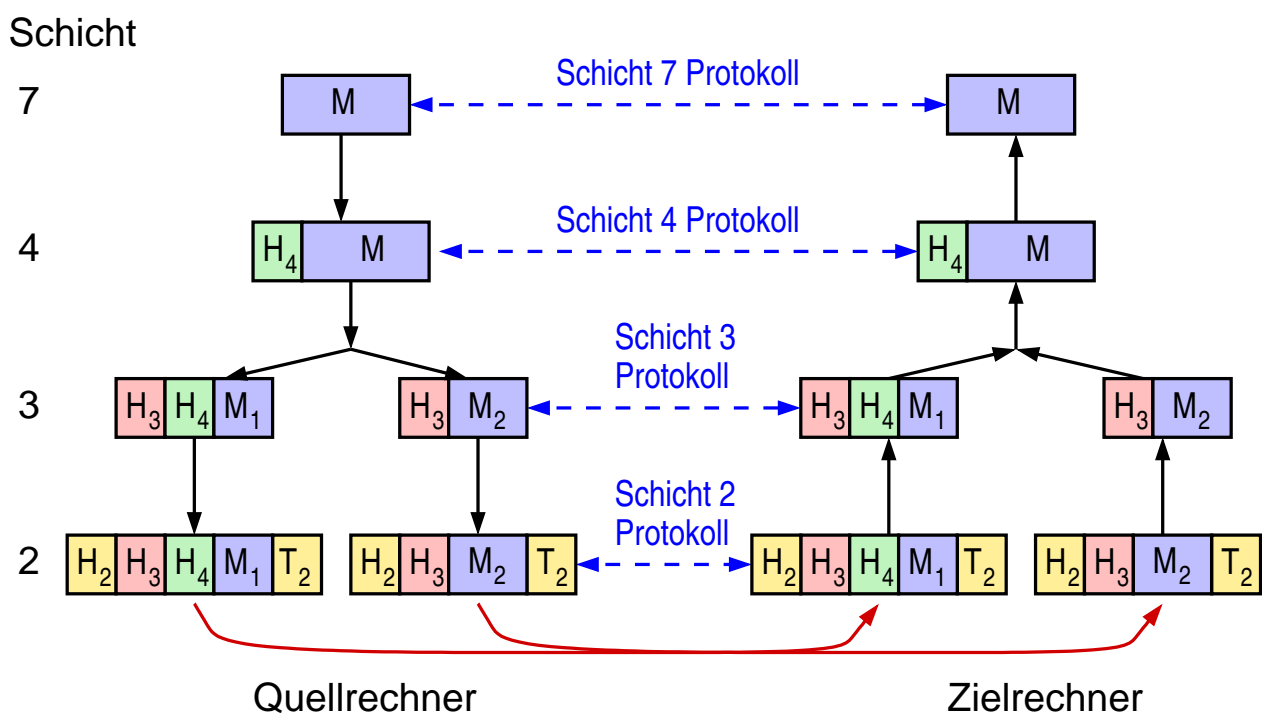 Schicht
7
M
Schicht 7 Protokoll
M
4
H4 M
Schicht 4 Protokoll
H4 M
3
H3 H4 M1
H3 M2
Schicht 3
Protokoll
H3 H4 M1
H3 M2
2
H2 H3 H4 M1 T2
H2 H3 M2 T2
Schicht 2
Protokoll
H2 H3 H4 M1 T2
H2 H3 M2 T2
Quellrechner
Zielrechner